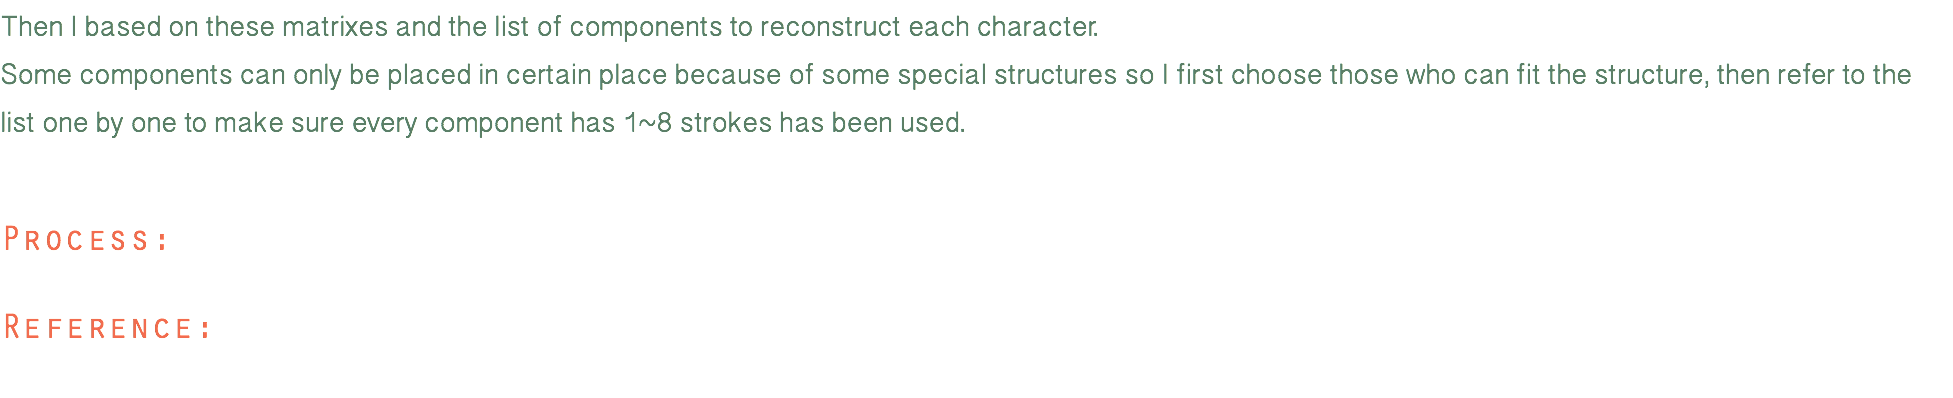 Then I based on these matrixes and the list of components to reconstruct each character.
Some components can only be placed in certain place because of some special structures so I first choose those who can fit the structure, then refer to the
list one by one to make sure every component has 1~8 strokes has been used.
Process:
Reference: